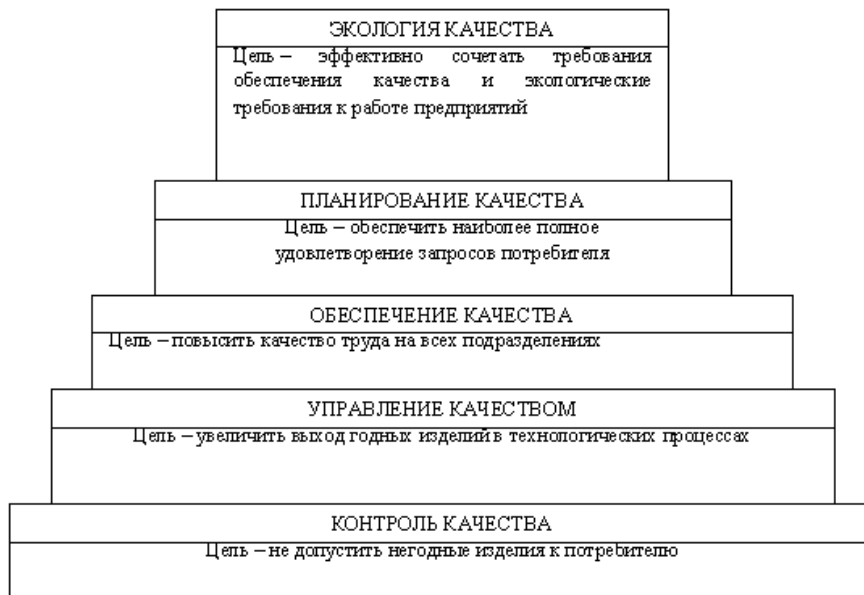 ЭКОЛОГИЯ КАЧЕСТВА
Цель – эффективно сочетать требования
обеспечения качества и экологические
требования к работе предприятий
ПЛАНИРОВАНИЕ КАЧЕСТВА
Цель – обеспечить наиболее полное
удовлетворение запросов потребителя
ОБЕСПЕЧЕНИЕ КАЧЕСТВА
Цель – повысить качество труда на всех подразделениях
УПРАВЛЕНИЕ КАЧЕСТВОМ
Цель – увеличить выход годных изделий в технологических процессах
КОНТРОЛЬ КАЧЕСТВА
Цель – не допустить негодные изделия к потребителю